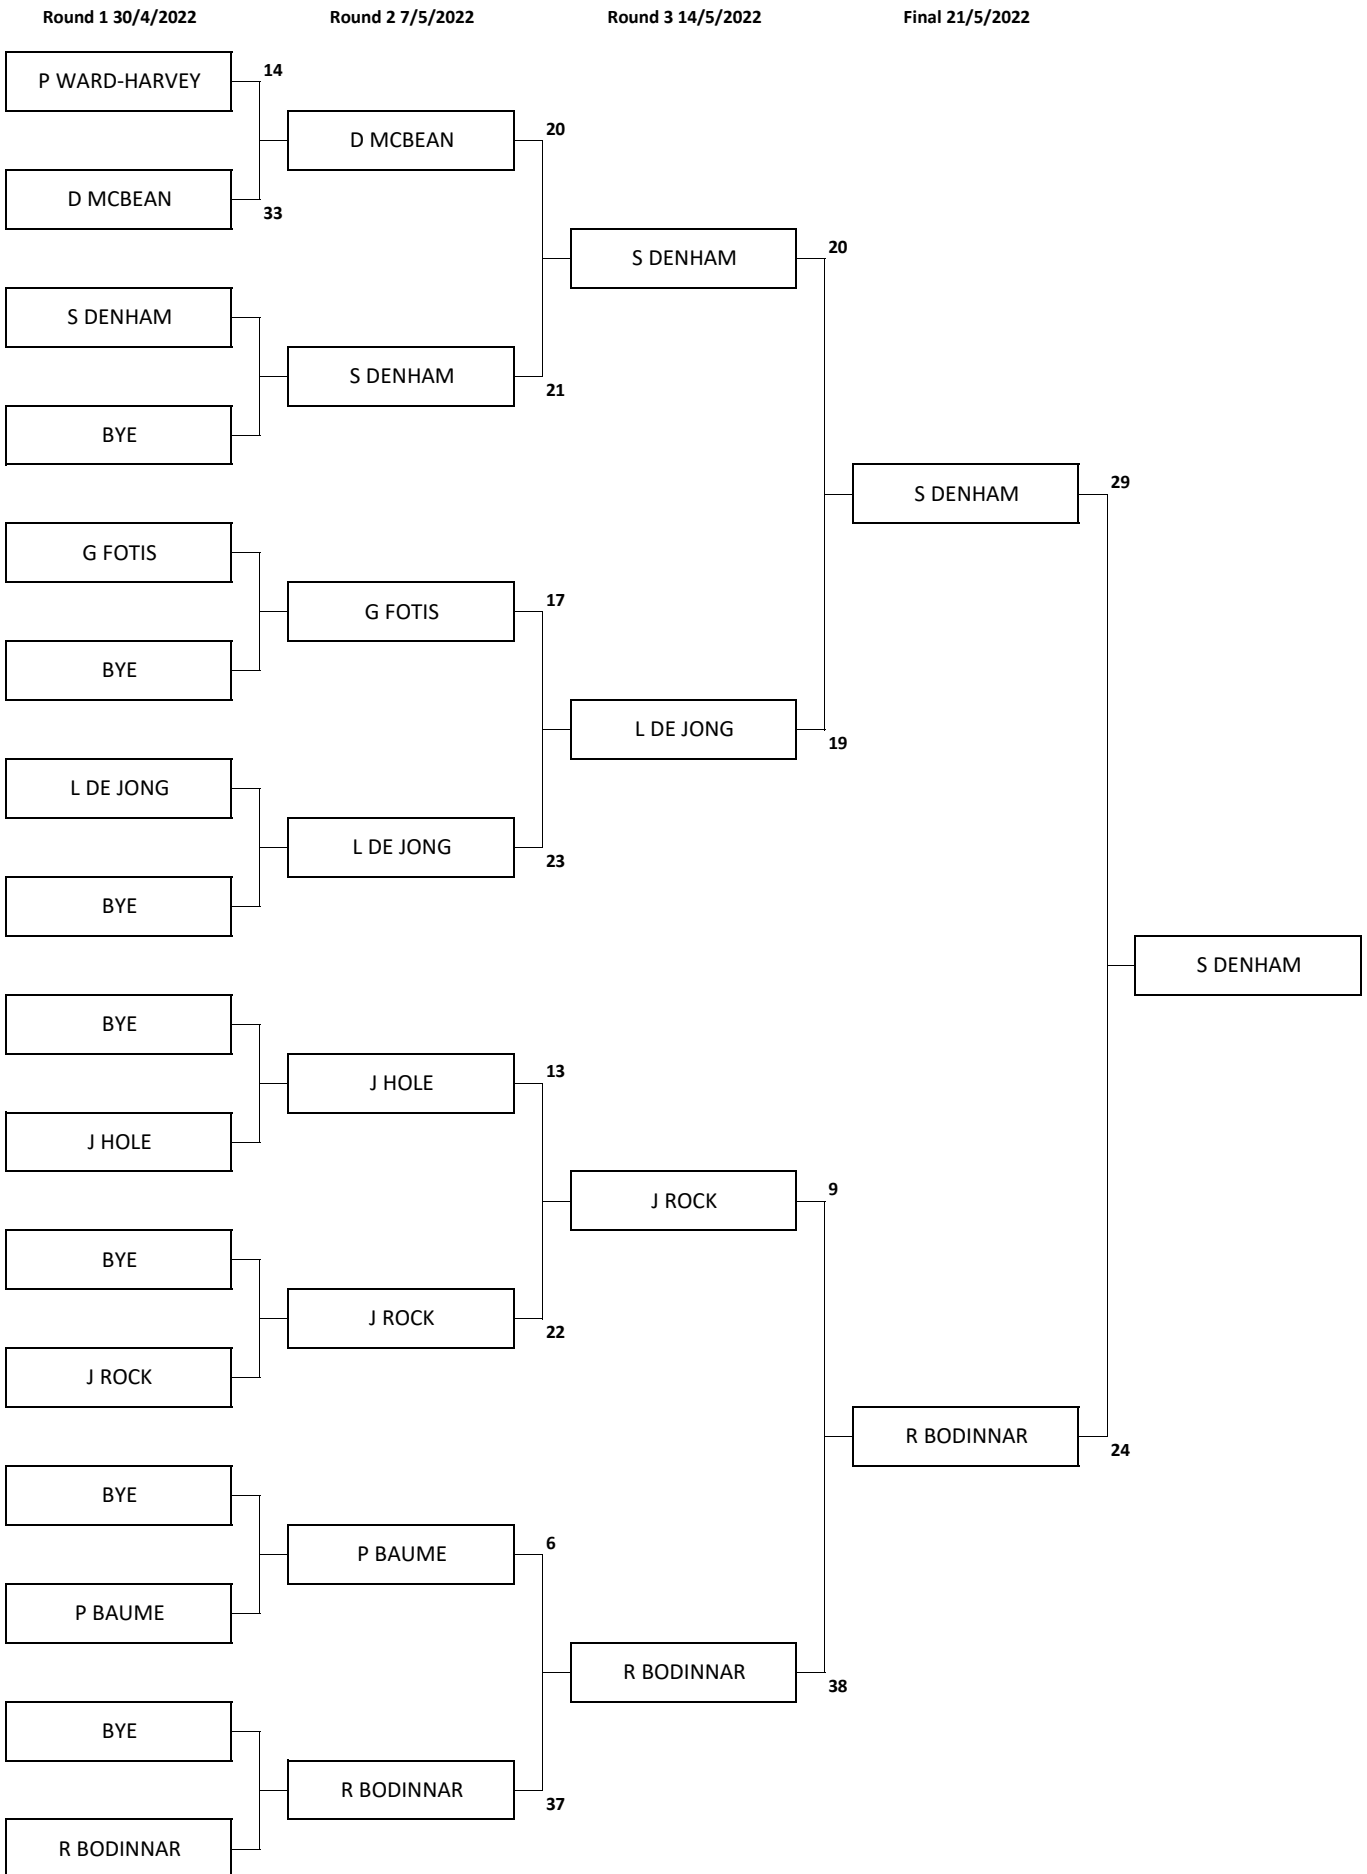 Round 1 30/4/2022 Round 2 7/5/2022 Round 3 14/5/2022 Final 21/5/2022
P WARD-HARVEY 14
D MCBEAN 20
D MCBEAN 33
S DENHAM 20
S DENHAM
S DENHAM 21
BYE
S DENHAM 29
G FOTIS
G FOTIS 17
BYE
L DE JONG 19
L DE JONG
L DE JONG 23
BYE
S DENHAM
BYE
J HOLE 13
J HOLE
J ROCK 9
BYE
J ROCK 22
J ROCK
R BODINNAR 24
BYE
P BAUME 6
P BAUME
R BODINNAR 38
BYE
R BODINNAR 37
R BODINNAR